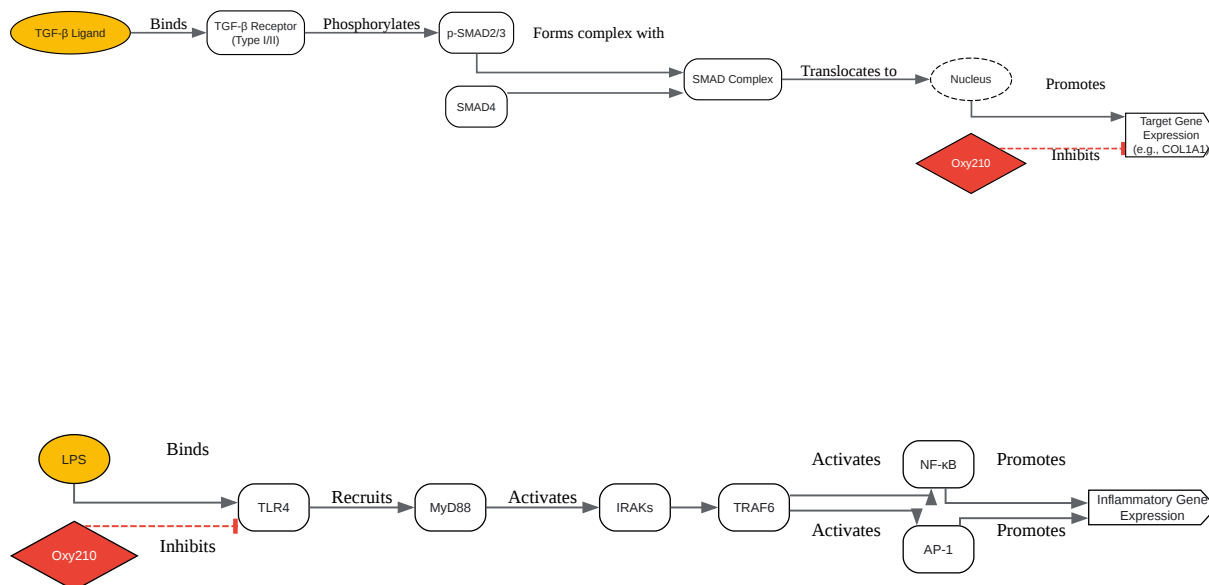 TGF-β Ligand
Binds
TGF-β Receptor
(Type I/II)
Phosphorylates
p-SMAD2/3
Forms complex with
SMAD4
SMAD Complex
Translocates to
Nucleus
Promotes
Target Gene
Expression
(e.g., COL1A1)
Oxy210
Inhibits
LPS
Binds
TLR4
Oxy210
Inhibits
Recruits
MyD88
Activates
IRAKs
TRAF6
Activates
NF-κB
Promotes
Activates
AP-1
Promotes
Inflammatory Gene
Expression